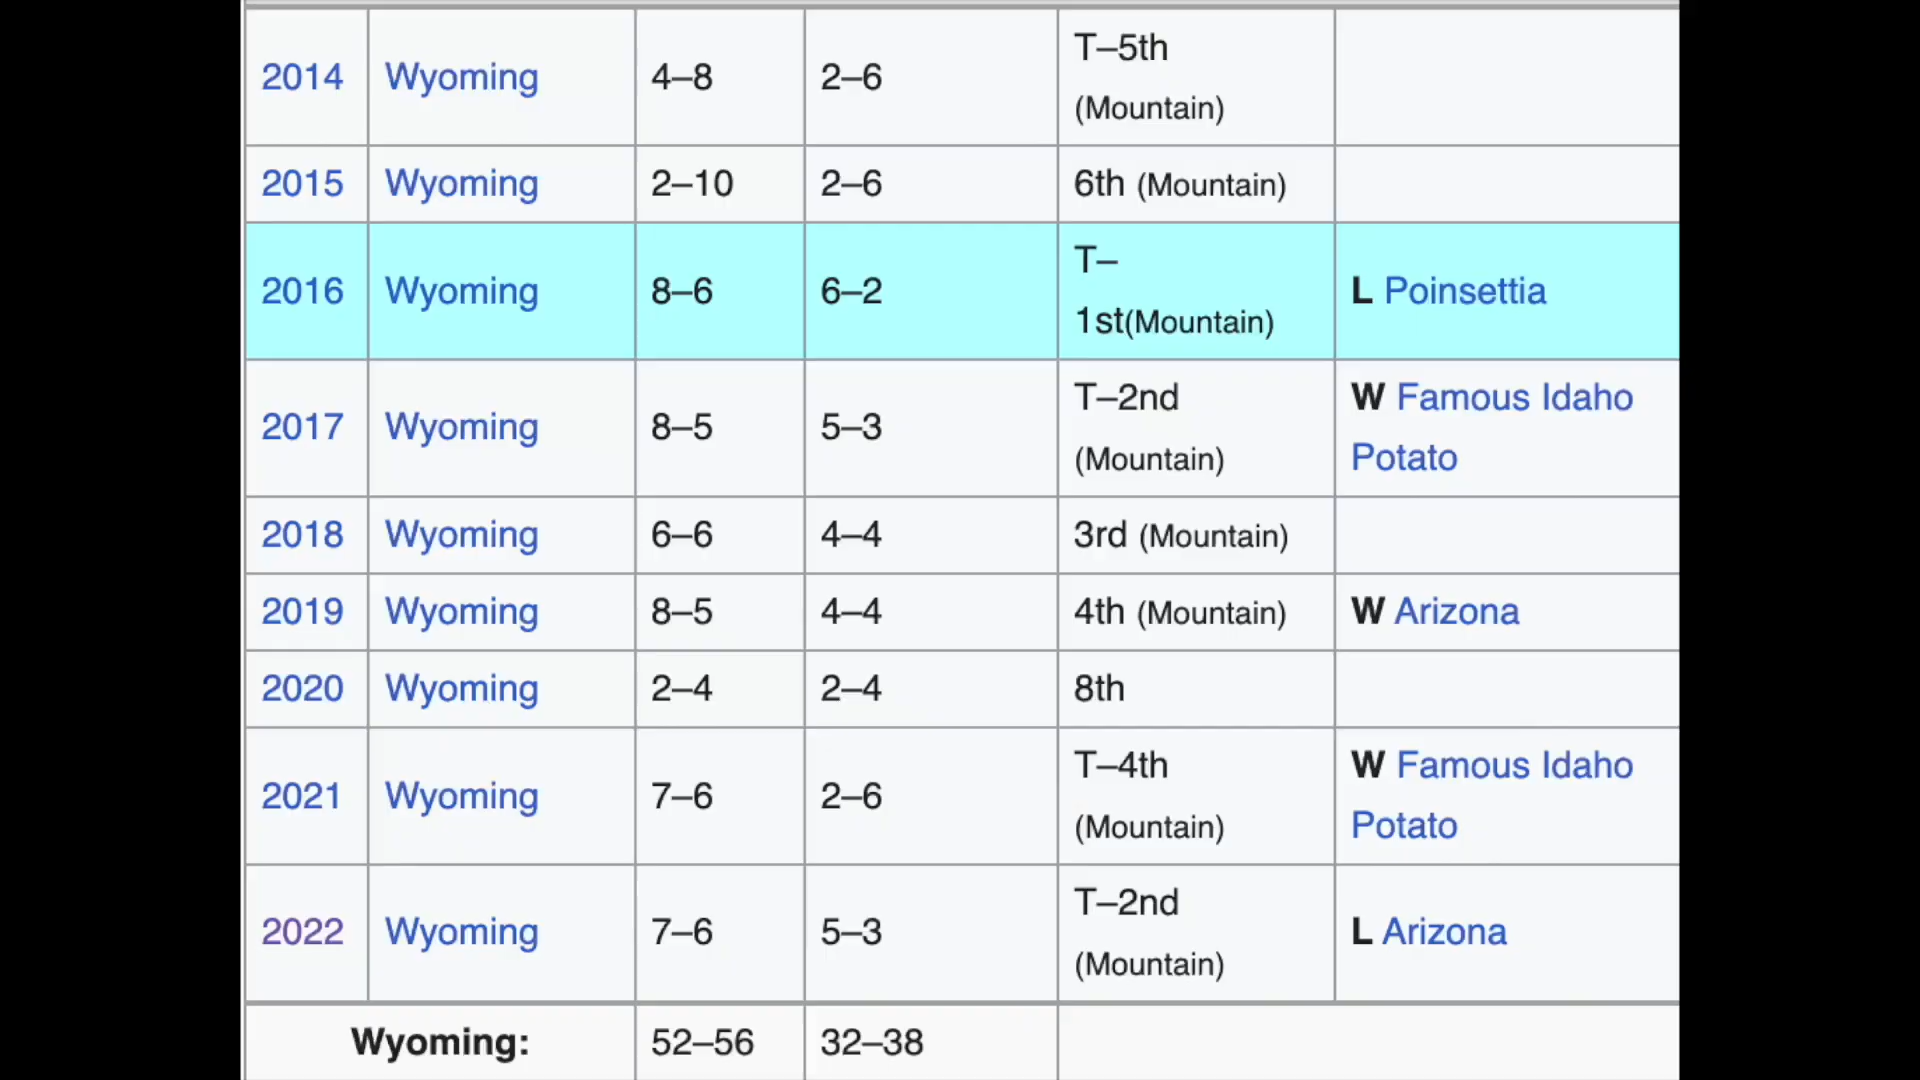 2014 Wyoming 4–8 2–6 T–5th
(Mountain)
2015 Wyoming 2–10 2–6 6th (Mountain)
2016 Wyoming 8–6 6–2 T–
1st(Mountain) L Poinsettia
2017 Wyoming 8–5 5–3 T–2nd
(Mountain) W Famous Idaho
Potato
2018 Wyoming 6–6 4–4 3rd (Mountain)
2019 Wyoming 8–5 4–4 4th (Mountain) W Arizona
2020 Wyoming 2–4 2–4 8th
2021 Wyoming 7–6 2–6 T–4th
(Mountain) W Famous Idaho
Potato
2022 Wyoming 7–6 5–3 T–2nd
(Mountain) L Arizona
Wyoming: 52–56 32–38